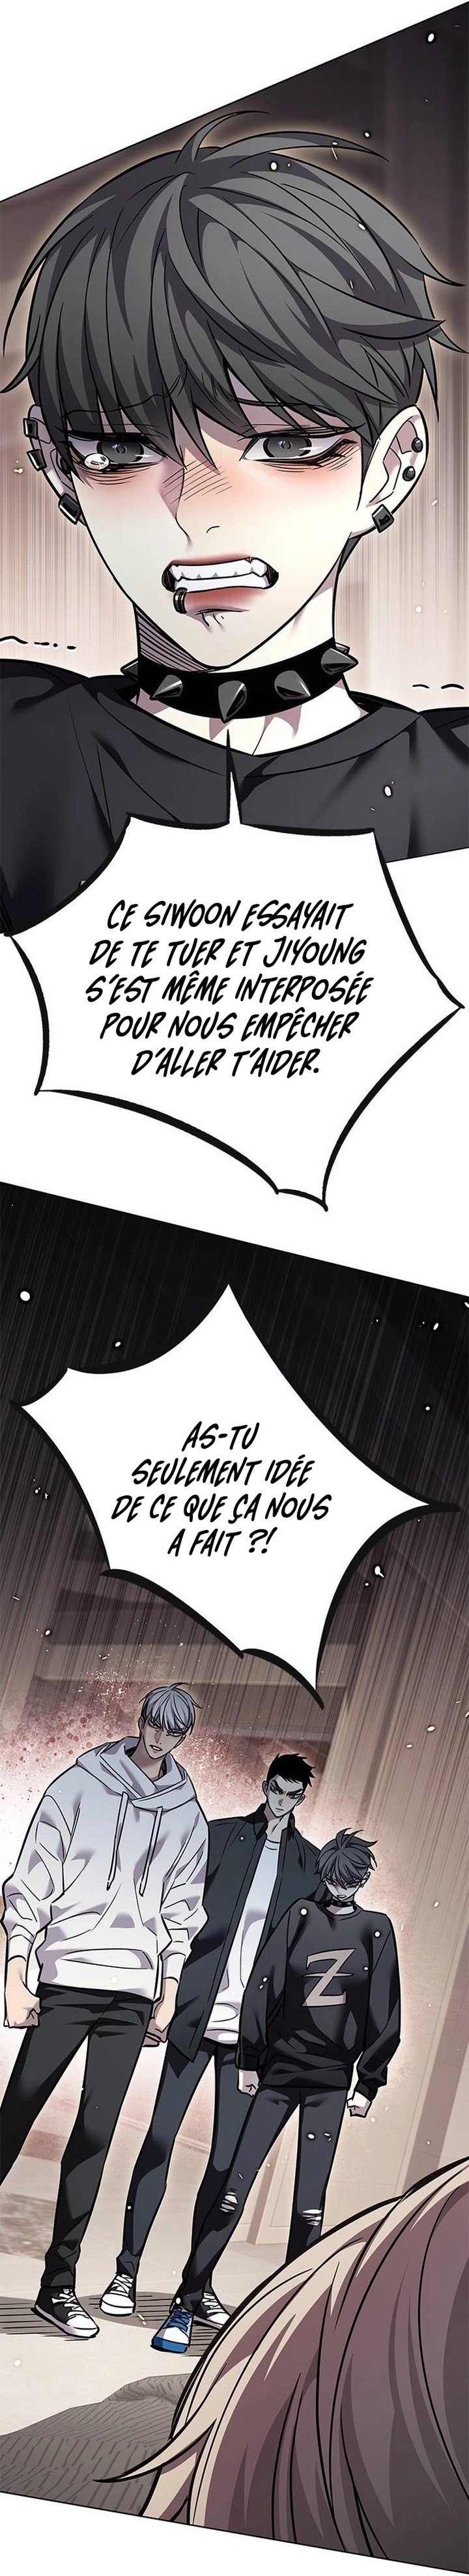 CE SIWOON ESSAYAIT
DE TE TUER ET JIYOUNG
S'EST MÊME INTERPOSÉE
POUR NOUS EMPÊCHER
D'ALLER T'AIDER.
AS-TU
SEULEMENT IDÉE
DE CE QUE ÇA NOUS
A FAIT ?!
Z